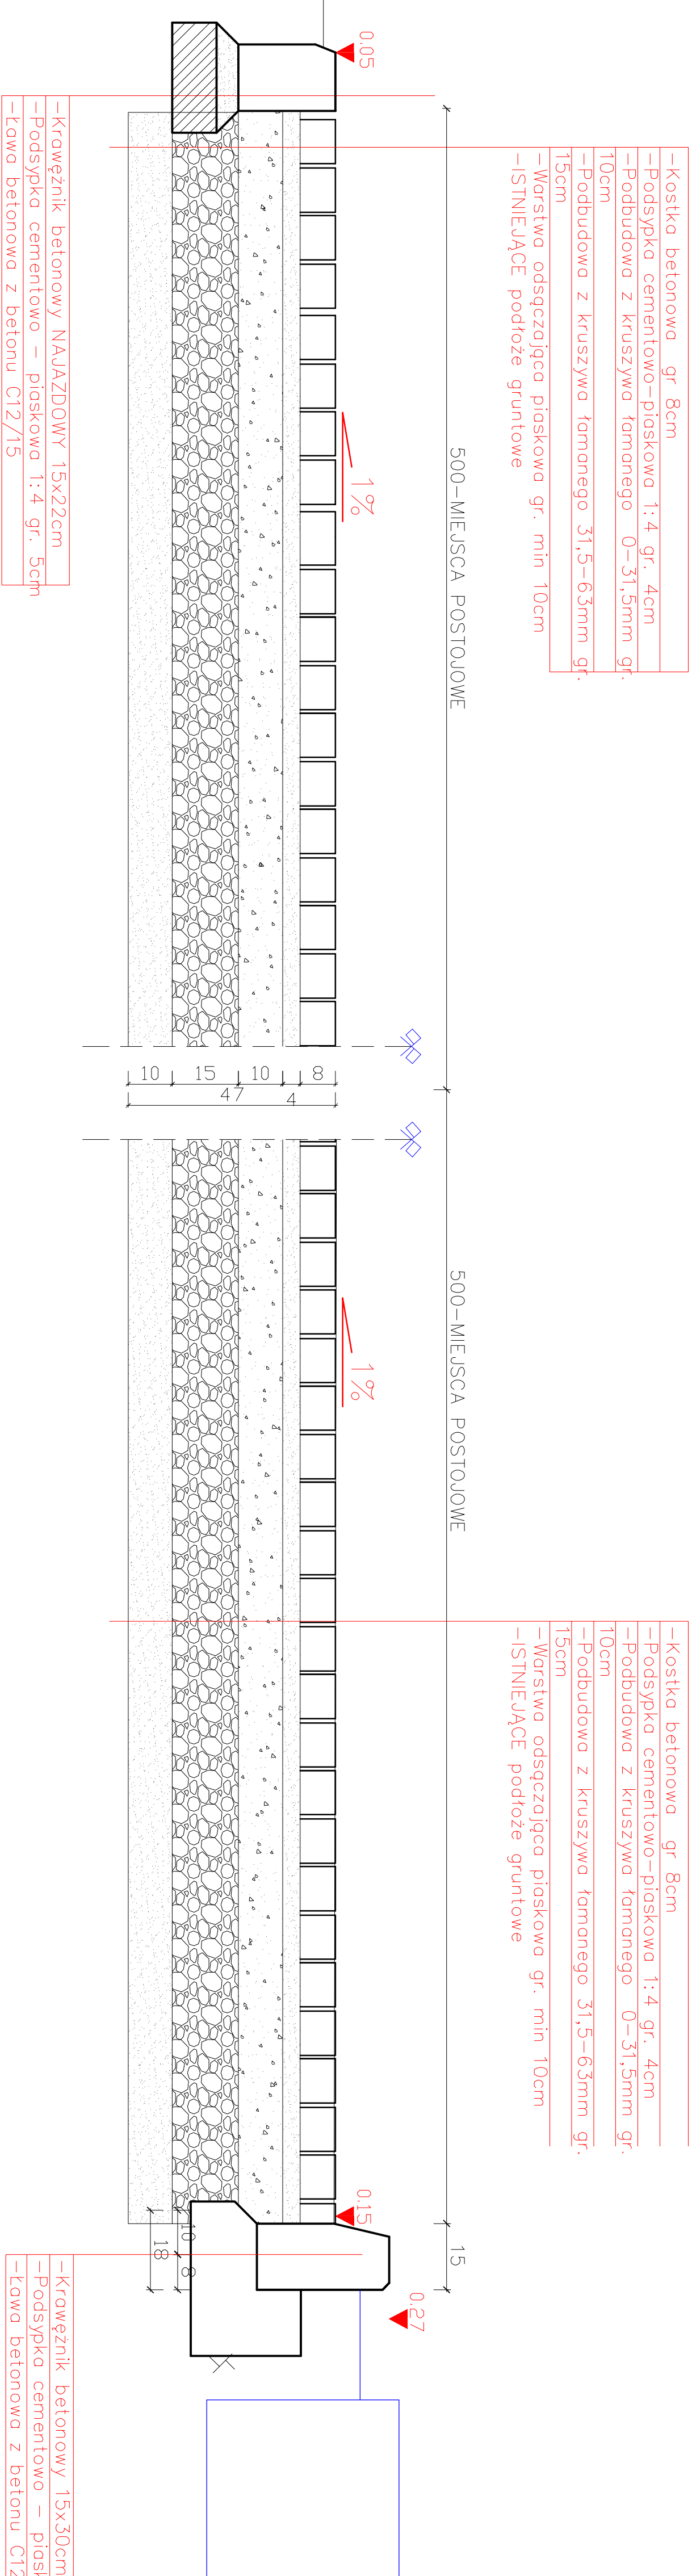 0.05
-Kostka betonowa gr 8cm
-Podsypka cementowo-piaskowa 1:4 gr. 4cm
-Podbudowa z kruszywa łamanego 0-31,5mm gr.
10cm
-Podbudowa z kruszywa łamanego 31,5-63mm gr.
15cm
-Warstwa odsączająca piaskowa gr. min 10cm
-ISTNIEJĄCE podłoże gruntowe
500-MIEJSCA POSTOJOWE
1%
-Krawężnik betonowy NAJAZDOWY 15x22cm
-Podsypka cementowo - piaskowa 1:4 gr. 5cm
-Ława betonowa z betonu C12/15
8
4
10
15
10
47
-Kostka betonowa gr 8cm
-Podsypka cementowo-piaskowa 1:4 gr. 4cm
-Podbudowa z kruszywa łamanego 0-31,5mm gr.
10cm
-Podbudowa z kruszywa łamanego 31,5-63mm gr.
15cm
-Warstwa odsączająca piaskowa gr. min 10cm
-ISTNIEJĄCE podłoże gruntowe
500-MIEJSCA POSTOJOWE
1%
15
0.15
0.27
10
8
18
-Krawężnik betonowy 15x30cm
-Podsypka cementowo -
-Ława betonowa z betonu